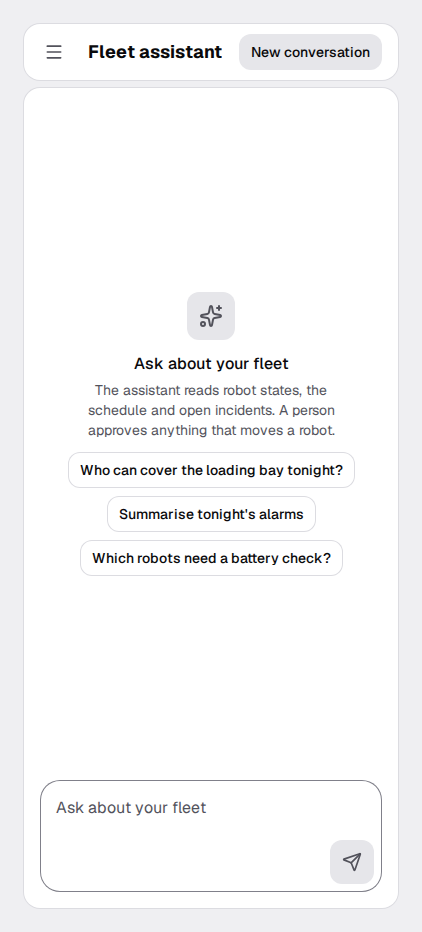 Fleet assistant
New conversation
Ask about your fleet
The assistant reads robot states, the
schedule and open incidents. A person
approves anything that moves a robot.
Who can cover the loading bay tonight?
Summarise tonight's alarms
Which robots need a battery check?
Ask about your fleet